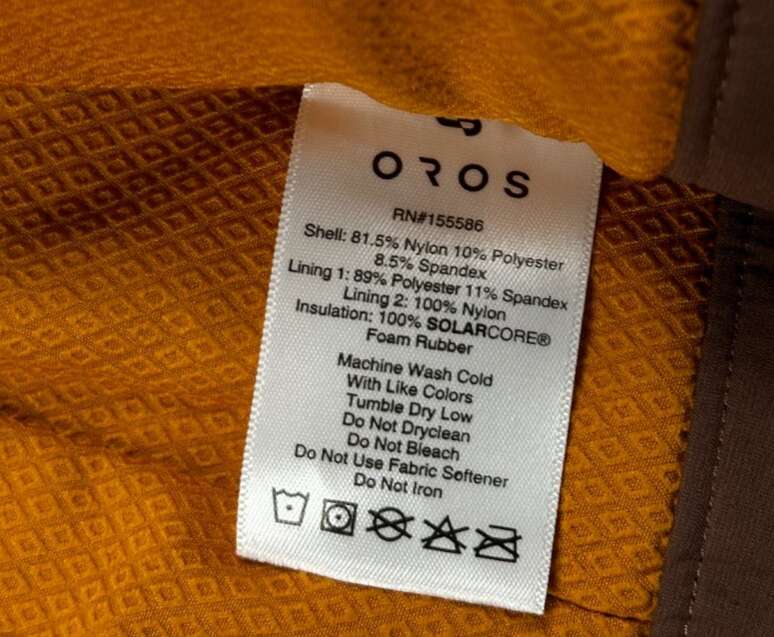 OROS
RN#155586
Shell: 81.5% Nylon 10% Polyester
8.5% Spandex
Lining 1: 89% Polyester 11% Spandex
Lining 2: 100% Nylon
Insulation: 100% SOLARCORE®
Foam Rubber
Machine Wash Cold
With Like Colors
Tumble Dry Low
Do Not Dryclean
Do Not Bleach
Do Not Use Fabric Softener
Do Not Iron